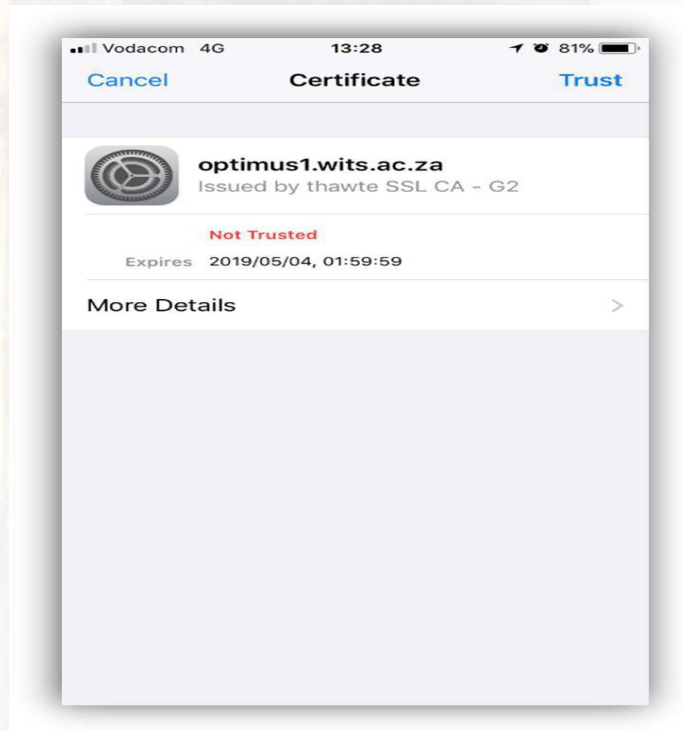 Vodacom 4G 13:28 81%
Cancel Certificate Trust
optimus1.wits.ac.za
Issued by thawte SSL CA - G2
Not Trusted
Expires 2019/05/04, 01:59:59
More Details